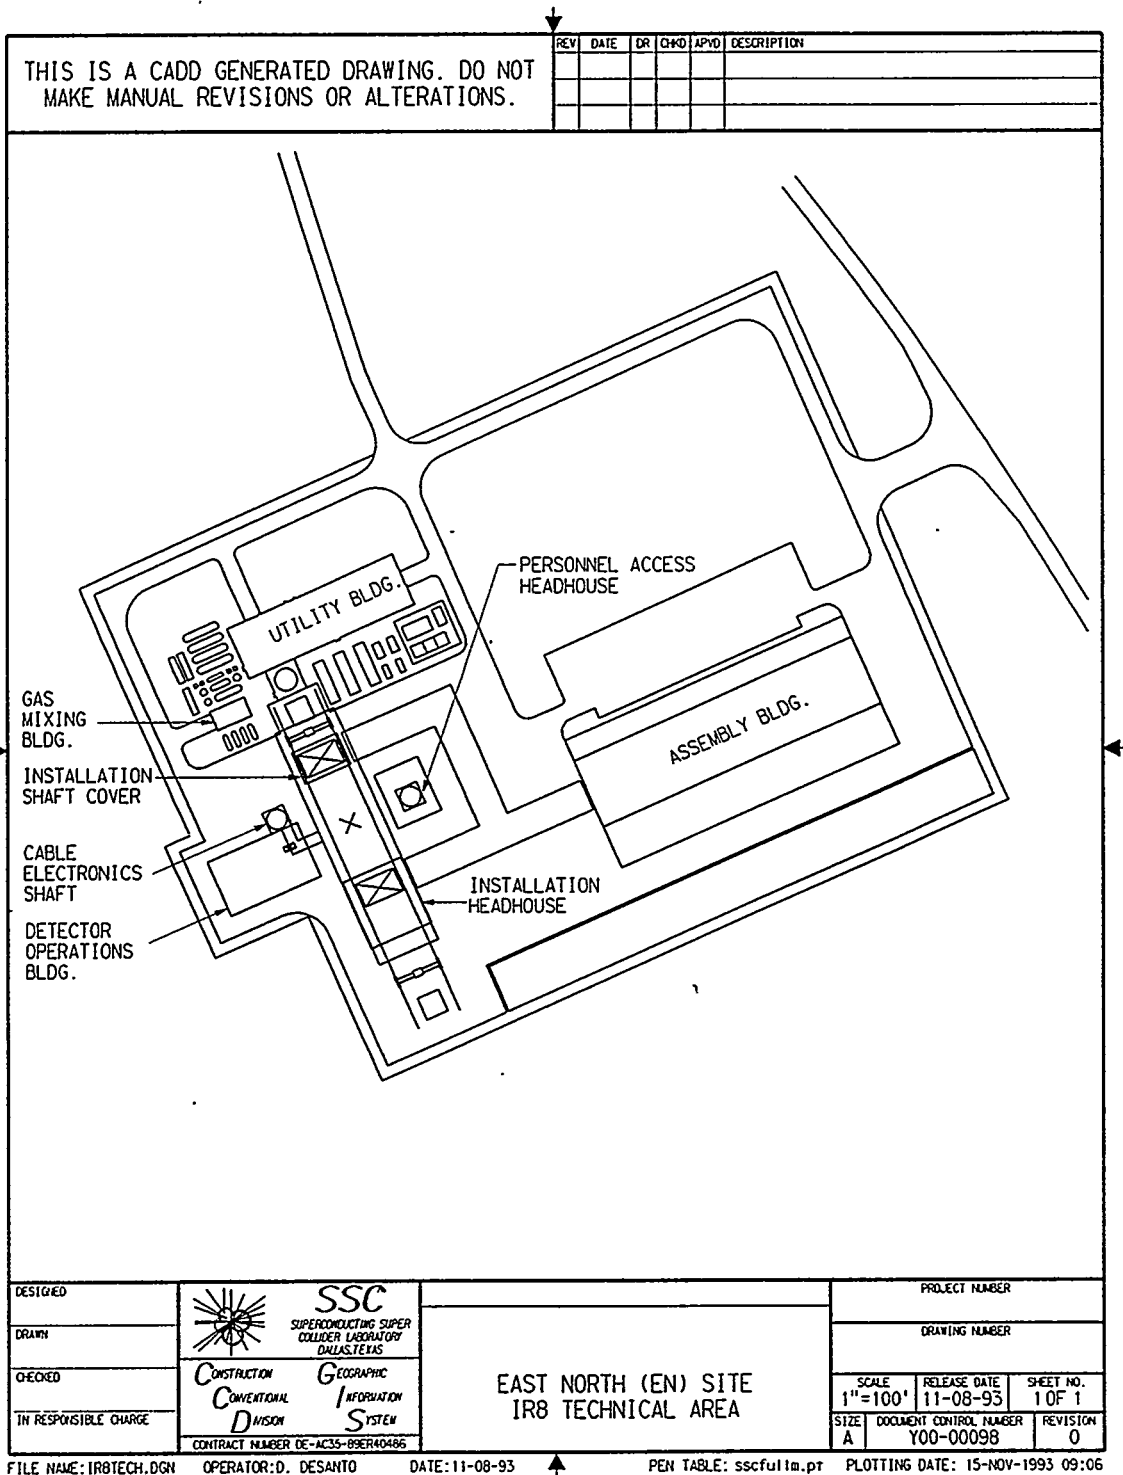 THIS IS A CADD GENERATED DRAWING. DO NOT
MAKE MANUAL REVISIONS OR ALTERATIONS.
REV DATE DR CHKD APVD DESCRIPTION
PERSONNEL ACCESS
HEADHOUSE
UTILITY BLDG.
GAS
MIXING
BLDG.
ASSEMBLY BLDG.
INSTALLATION
SHAFT COVER
CABLE
ELECTRONICS
SHAFT
INSTALLATION
HEADHOUSE
DETECTOR
OPERATIONS
BLDG.
DESIGNED
DRAWN
CHECKED
IN RESPONSIBLE CHARGE
SSC
SUPERCONDUCTING SUPER
COLLIDER LABORATORY
DALLAS, TEXAS
CONSTRUCTION GEOGRAPHIC
CONVENTIONAL INFORMATION
DIVISION SYSTEM
CONTRACT NUMBER DE-AC35-89ER40486
EAST NORTH (EN) SITE
IR8 TECHNICAL AREA
PROJECT NUMBER
DRAWING NUMBER
SCALE RELEASE DATE SHEET NO.
1"=100' 11-08-93 1 OF 1
SIZE DOCUMENT CONTROL NUMBER REVISION
A Y00-00098 0
FILE NAME: IR8TECH.DGN OPERATOR: D. DESANTO DATE: 11-08-93 PEN TABLE: sscfullm.pt PLOTTING DATE: 15-NOV-1993 09:06